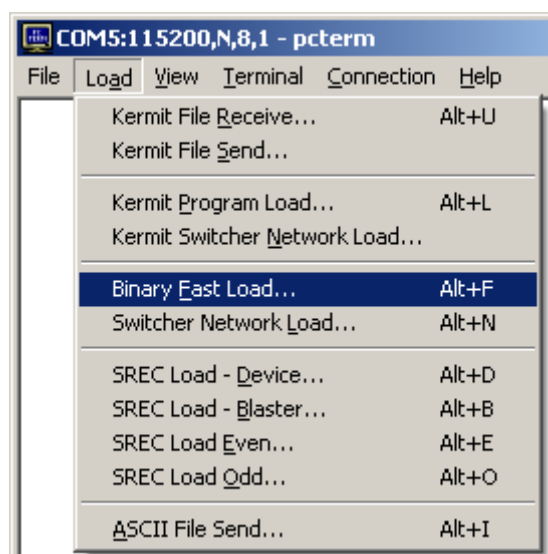 COM5:115200,N,8,1 - pcterm
File Load View Terminal Connection Help
Kermit File Receive... Alt+U
Kermit File Send...
Kermit Program Load... Alt+L
Kermit Switcher Network Load...
Binary Fast Load... Alt+F
Switcher Network Load... Alt+N
SREC Load - Device... Alt+D
SREC Load - Blaster... Alt+B
SREC Load Even... Alt+E
SREC Load Odd... Alt+O
ASCII File Send... Alt+I